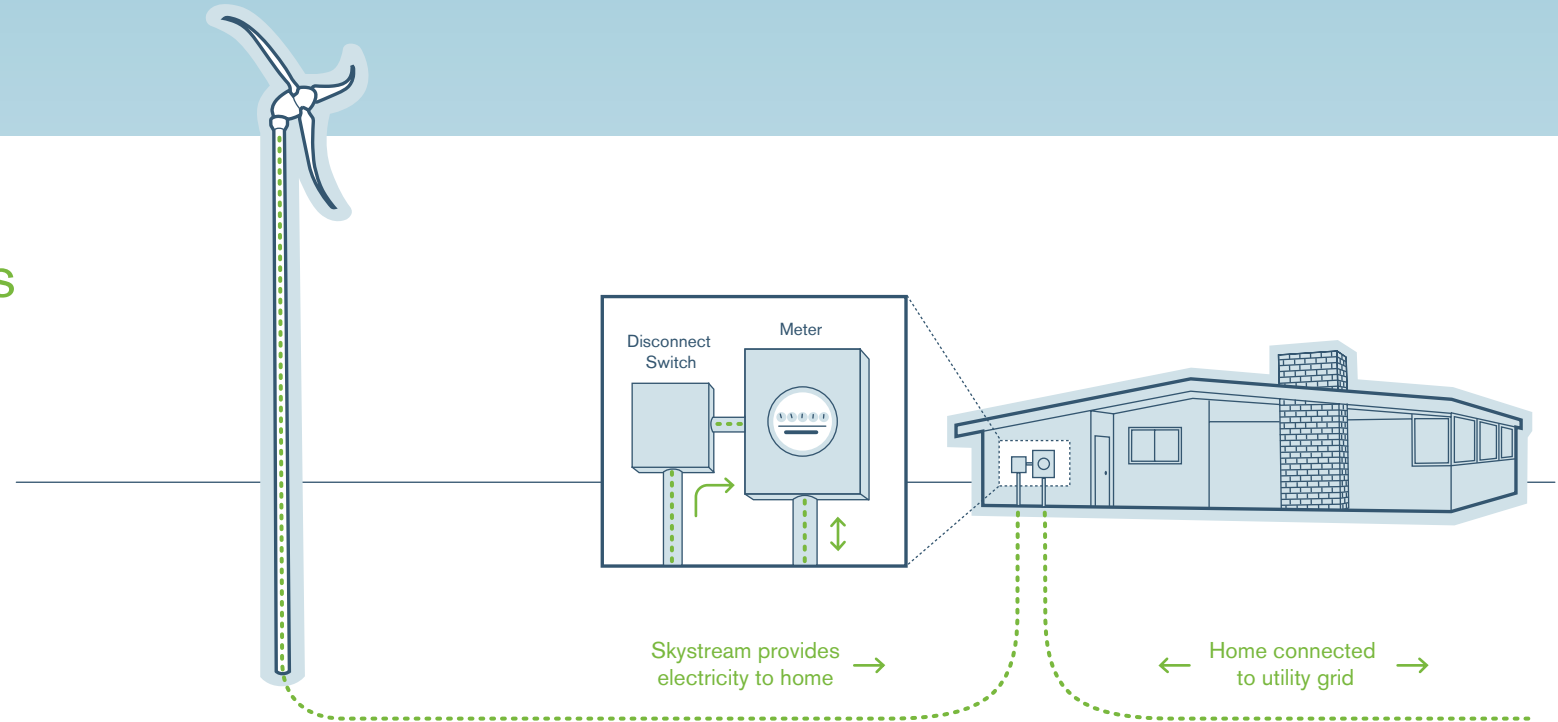 s
Meter
Disconnect
Switch
Skystream provides
electricity to home
Home connected
to utility grid